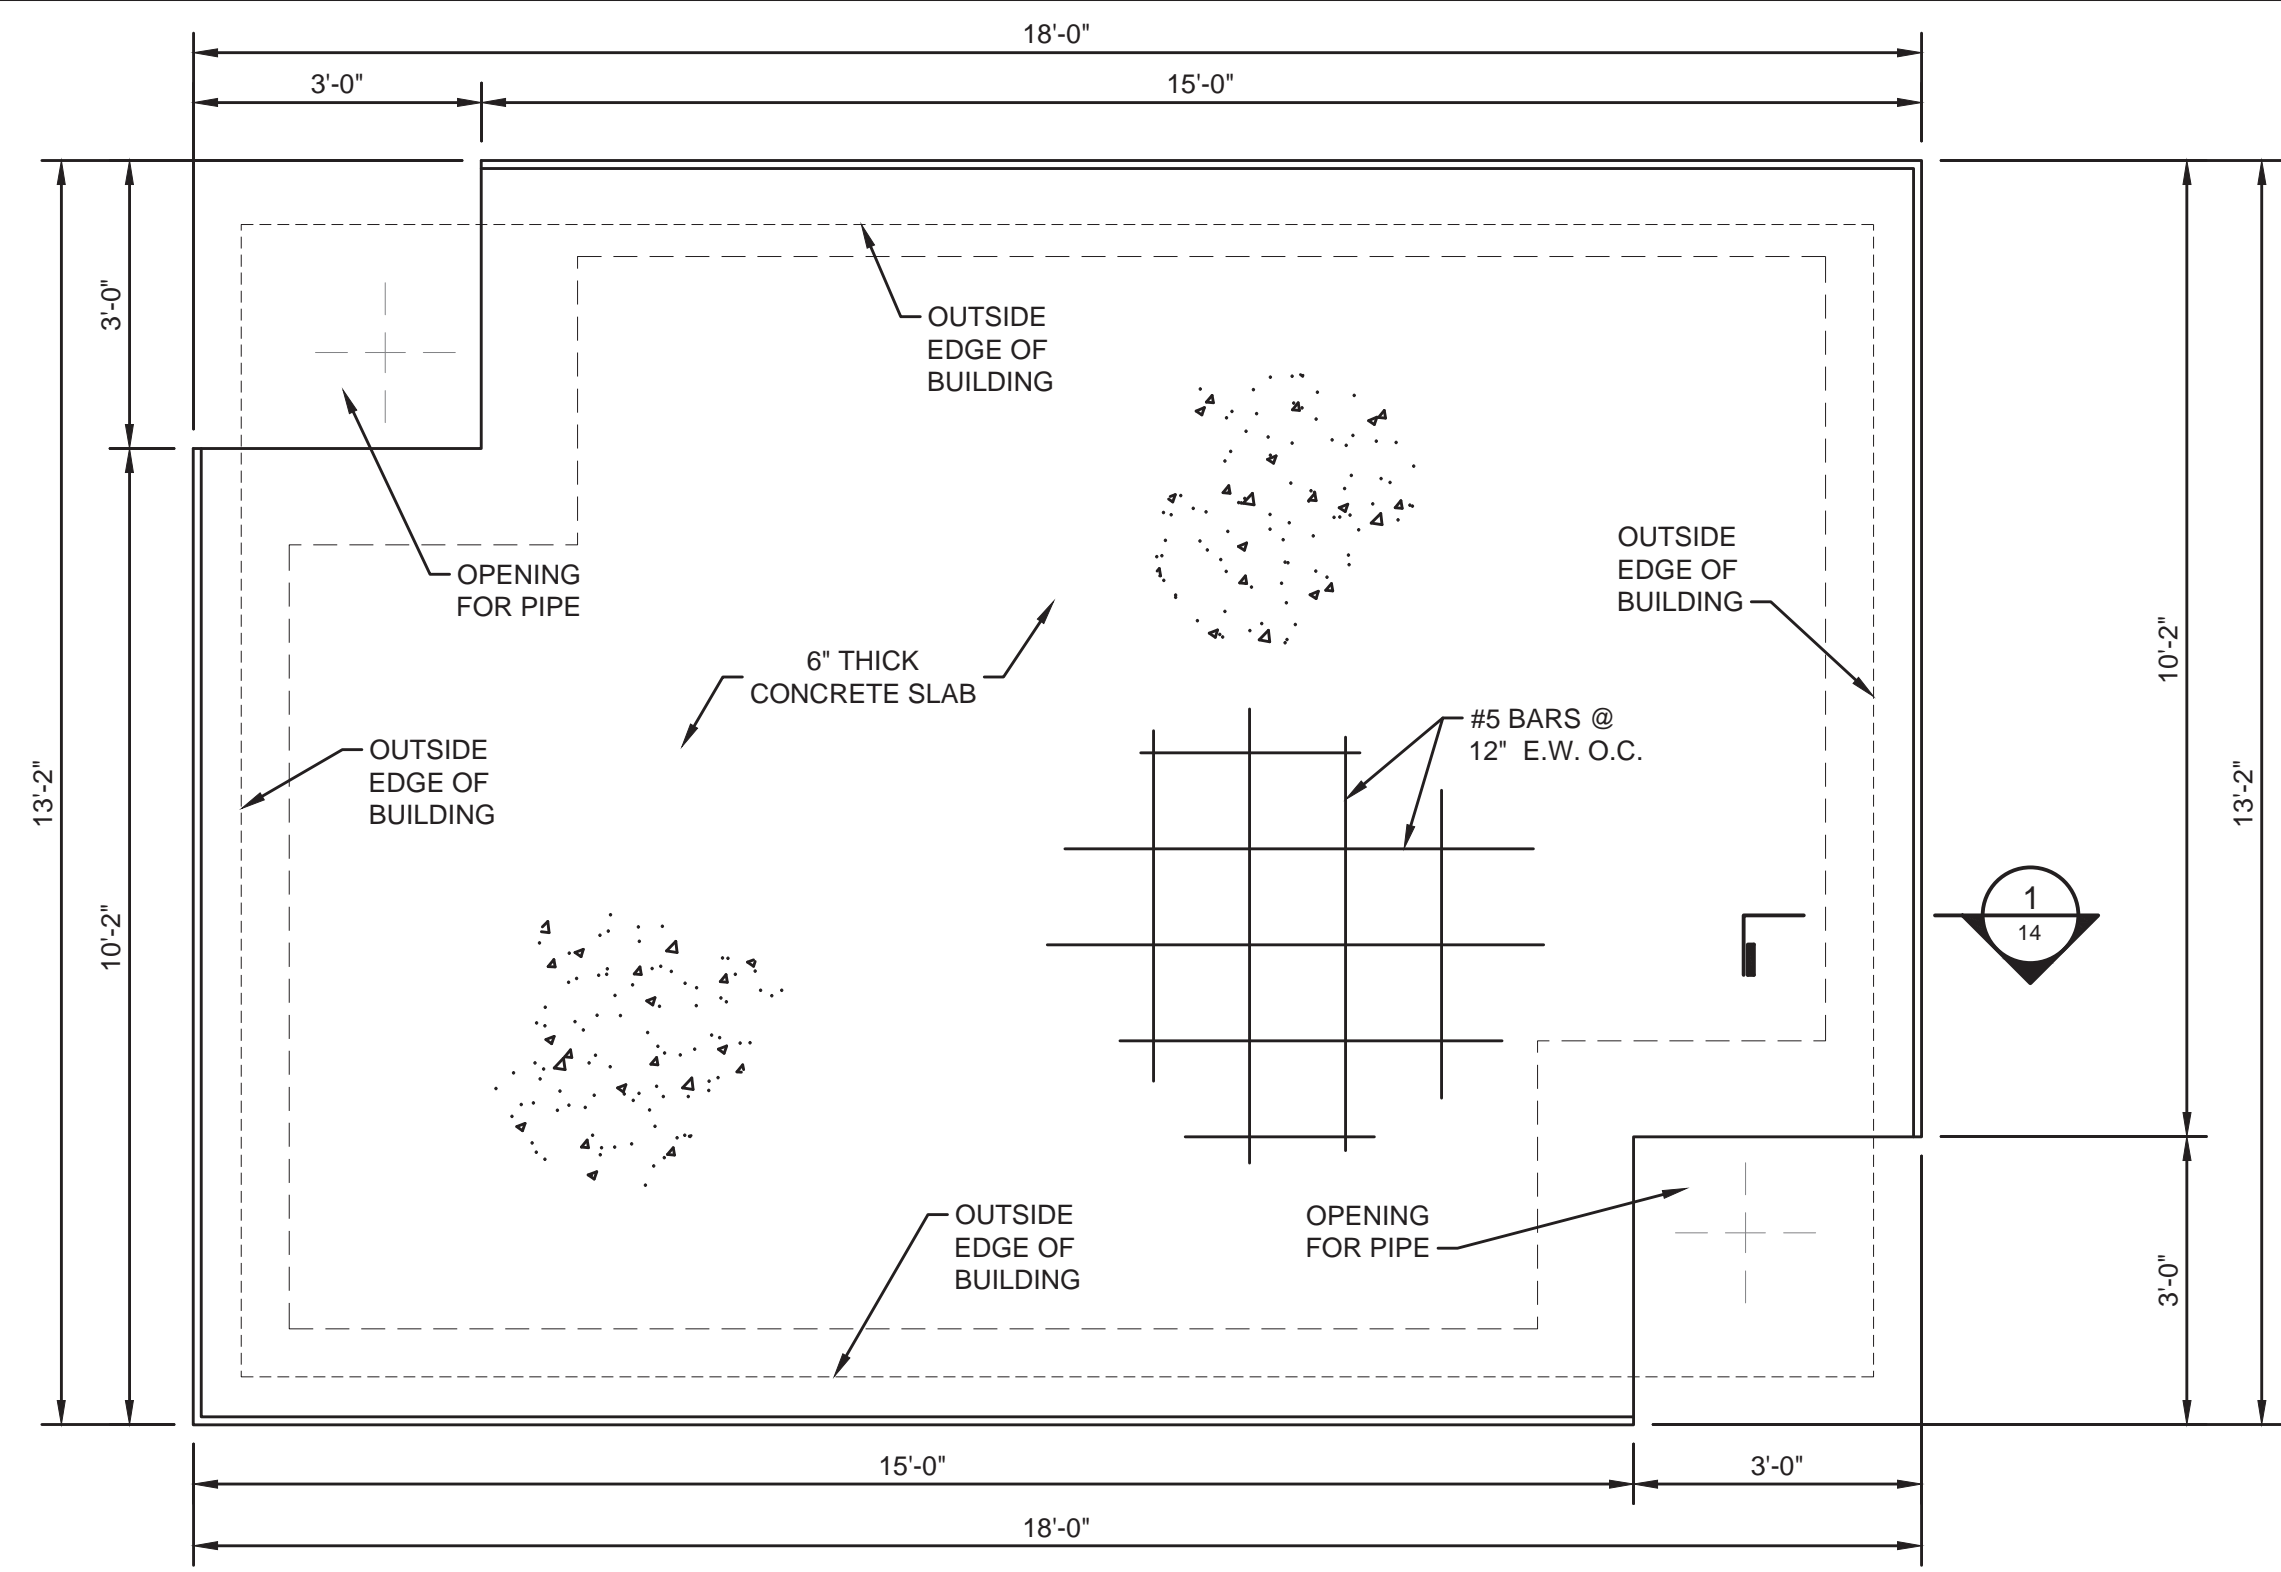 18'-0"
3'-0"
15'-0"
3'-0"
OUTSIDE
EDGE OF
BUILDING
OUTSIDE
EDGE OF
BUILDING
OPENING
FOR PIPE
10'-2"
6" THICK
CONCRETE SLAB
#5 BARS @
12"  E.W. O.C.
OUTSIDE
EDGE OF
BUILDING
13'-2"
13'-2"
10'-2"
1
14
OUTSIDE
EDGE OF
BUILDING
OPENING
FOR PIPE
3'-0"
15'-0"
3'-0"
18'-0"